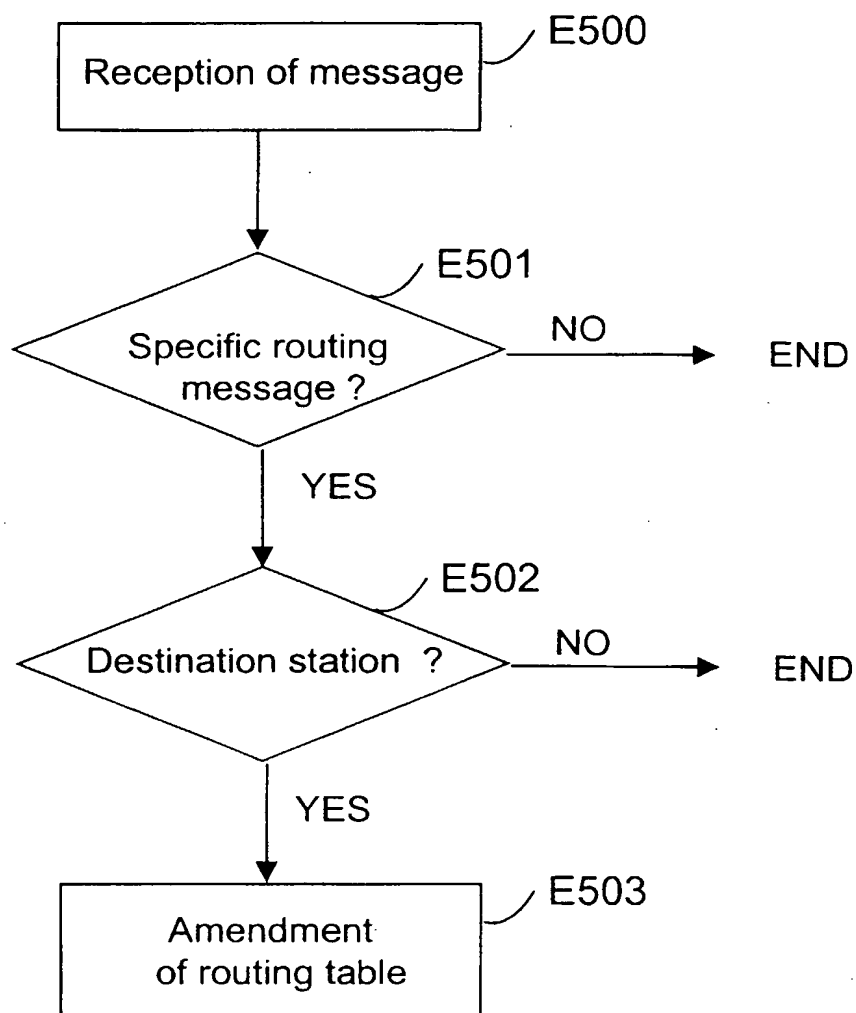 E500
Reception of message
E501
Specific routing
message ?
NO
END
YES
E502
Destination station ?
NO
END
YES
E503
Amendment
of routing table